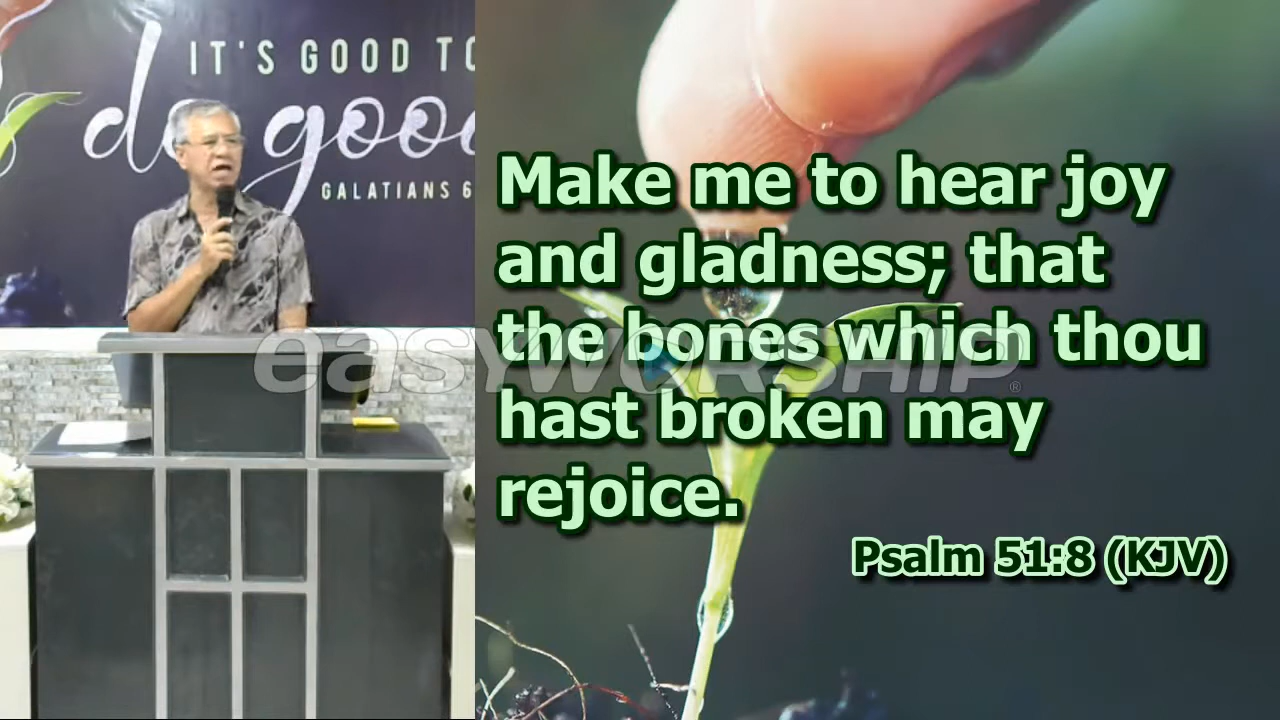 IT'S GOOD TO
do good
GALATIANS 6
Make me to hear joy
and gladness; that
the bones which thou
hast broken may
rejoice.
Psalm 51:8 (KJV)
easyworship®